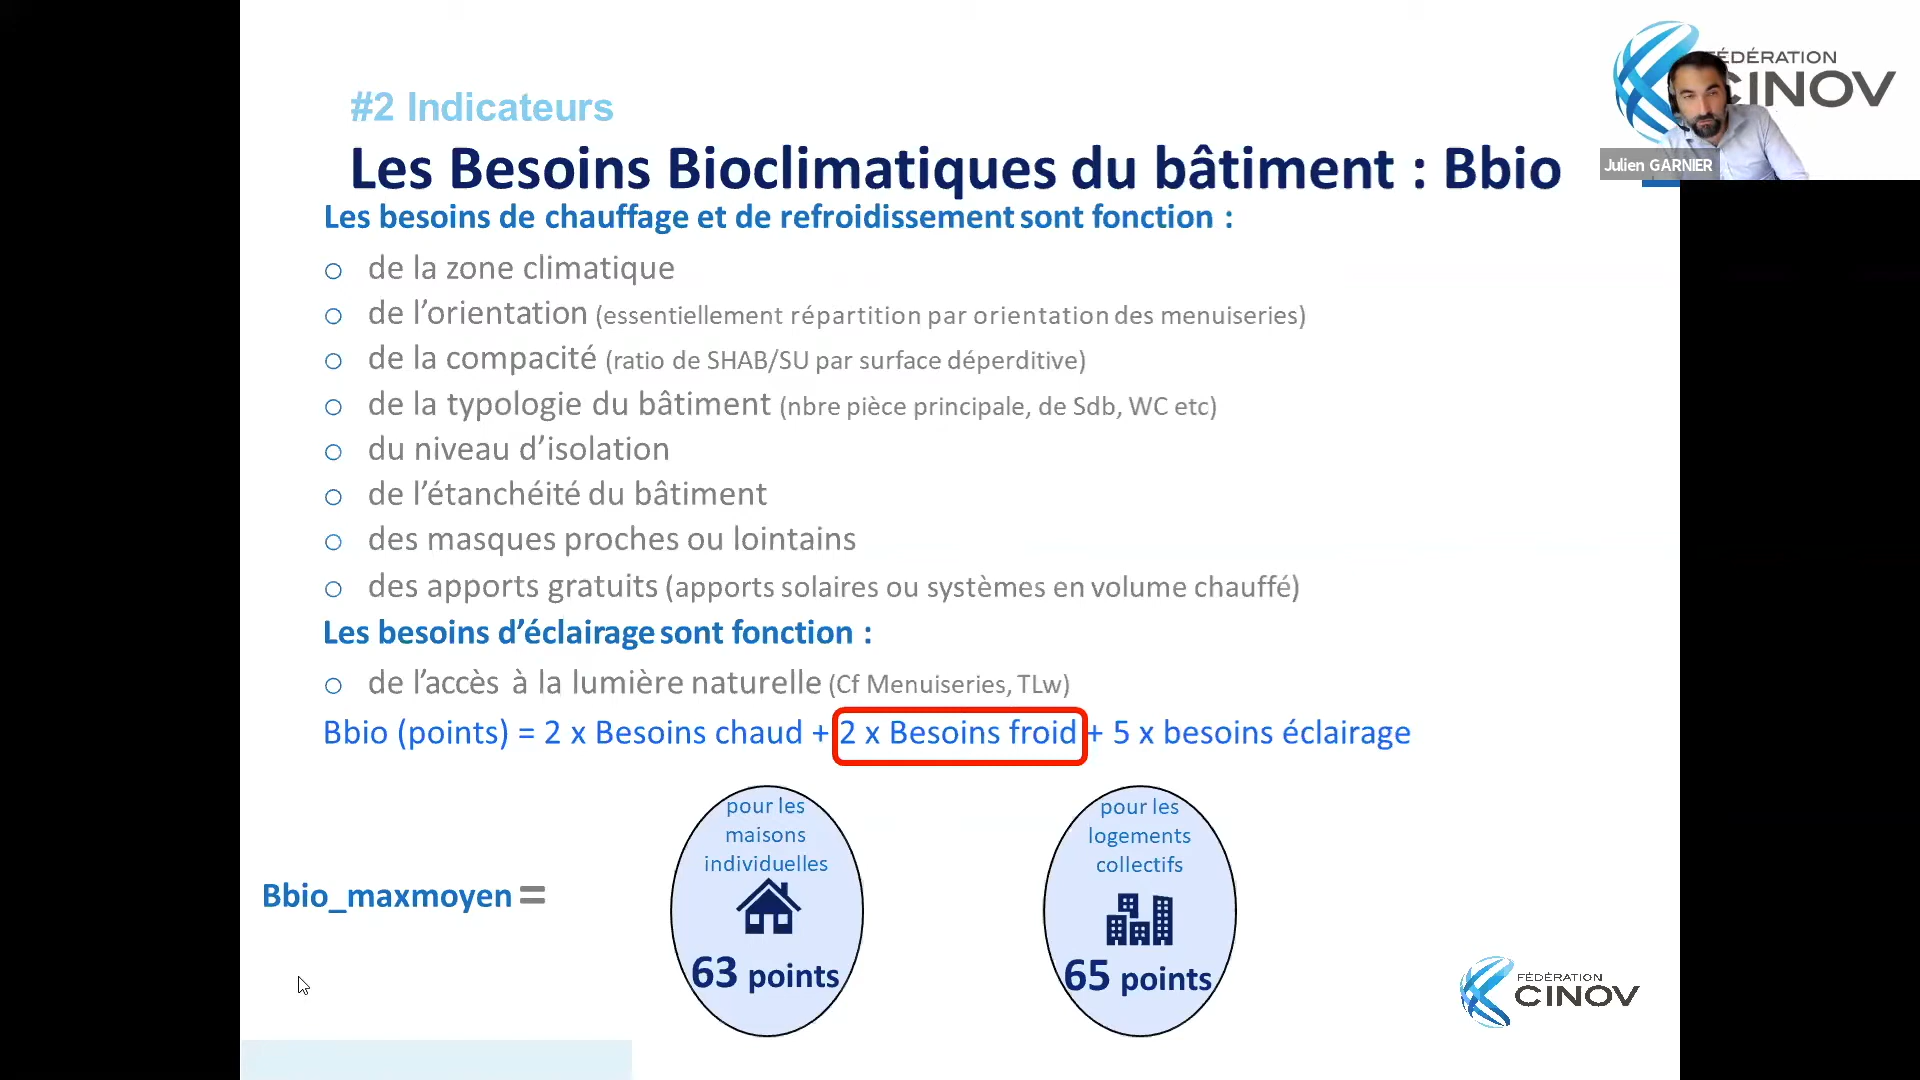 #2 Indicateurs
FÉDÉRATION
CINOV
Julien GARNIER
Les Besoins Bioclimatiques du bâtiment : Bbio
Les besoins de chauffage et de refroidissement sont fonction :
o de la zone climatique
o de l’orientation (essentiellement répartition par orientation des menuiseries)
o de la compacité (ratio de SHAB/SU par surface déperditive)
o de la typologie du bâtiment (nbre pièce principale, de Sdb, WC etc)
o du niveau d’isolation
o de l’étanchéité du bâtiment
o des masques proches ou lointains
o des apports gratuits (apports solaires ou systèmes en volume chauffé)
Les besoins d’éclairage sont fonction :
o de l’accès à la lumière naturelle (Cf Menuiseries, TLw)
Bbio (points) = 2 x Besoins chaud + 2 x Besoins froid + 5 x besoins éclairage
Bbio_maxmoyen =
pour les
maisons
individuelles
63 points
pour les
logements
collectifs
65 points
FÉDÉRATION
CINOV